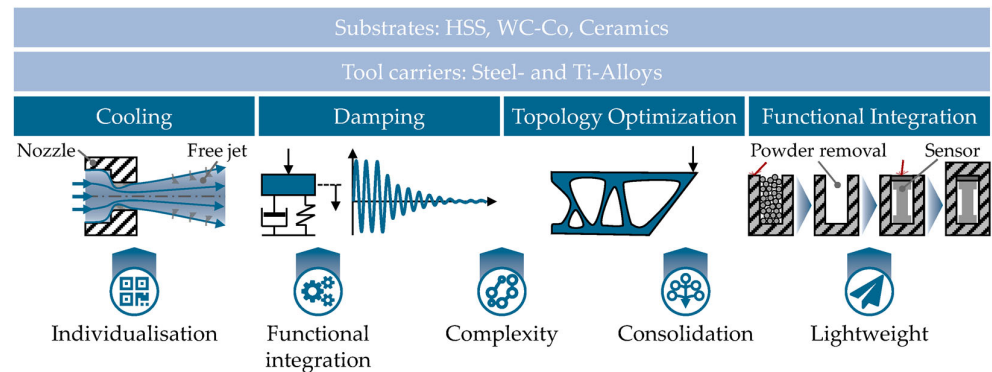 Substrates: HSS, WC-Co, Ceramics
Tool carriers: Steel- and Ti-Alloys
Cooling
Damping
Topology Optimization
Functional Integration
Nozzle
Free jet
Powder removal
Sensor
Individualisation
Functional
integration
Complexity
Consolidation
Lightweight